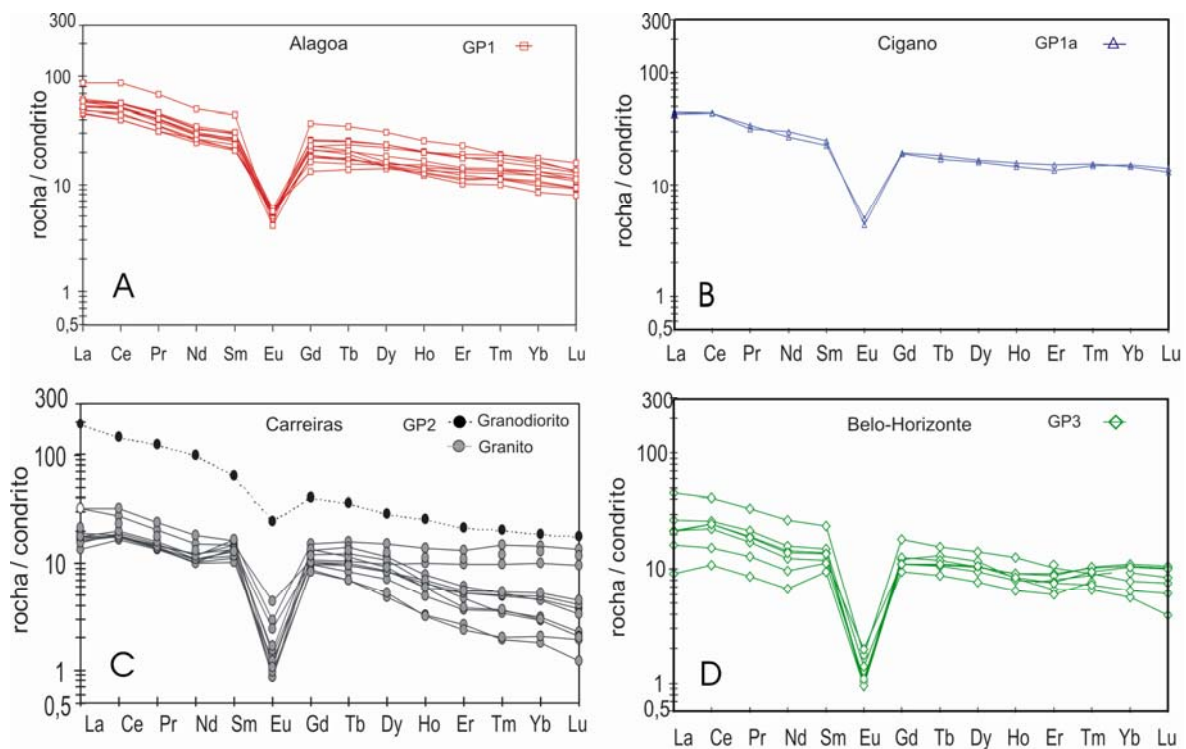 300
Alagoa
GP1
100
10
1
0,5
rocha / condrito
A
La Ce Pr Nd Sm Eu Gd Tb Dy Ho Er Tm Yb Lu
300
Cigano
GP1a
100
10
1
0,5
rocha / condrito
B
La Ce Pr Nd Sm Eu Gd Tb Dy Ho Er Tm Yb Lu
300
Carreiras
GP2
Granodiorito
Granito
100
10
1
0,5
rocha / condrito
C
La Ce Pr Nd Sm Eu Gd Tb Dy Ho Er Tm Yb Lu
300
Belo-Horizonte
GP3
100
10
1
0,5
rocha / condrito
D
La Ce Pr Nd Sm Eu Gd Tb Dy Ho Er Tm Yb Lu